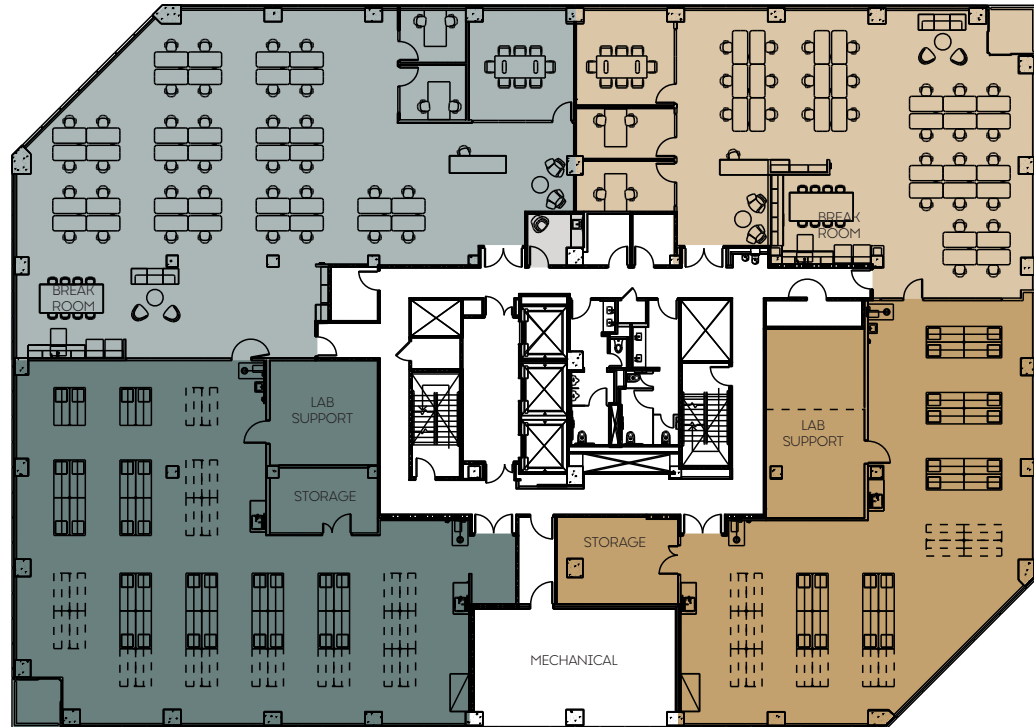 BREAK
ROOM
BREAK
ROOM
LAB
SUPPORT
LAB
SUPPORT
STORAGE
STORAGE
MECHANICAL